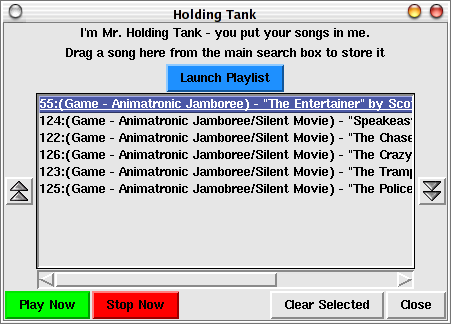 Holding Tank
I'm Mr. Holding Tank - you put your songs in me.
Drag a song here from the main search box to store it
Launch Playlist
55:(Game - Animatronic Jamboree) - "The Entertainer" by Sco
124:(Game - Animatronic Jamboree/Silent Movie) - "Speakeas
122:(Game - Animatronic Jamboree/Silent Movie) - "The Chase
126:(Game - Animatronic Jamboree/Silent Movie) - "The Crazy
123:(Game - Animatronic Jamboree/Silent Movie) - "The Tramp
125:(Game - Animatronic Jamobree/Silent Movie) - "The Police
Play Now
Stop Now
Clear Selected
Close